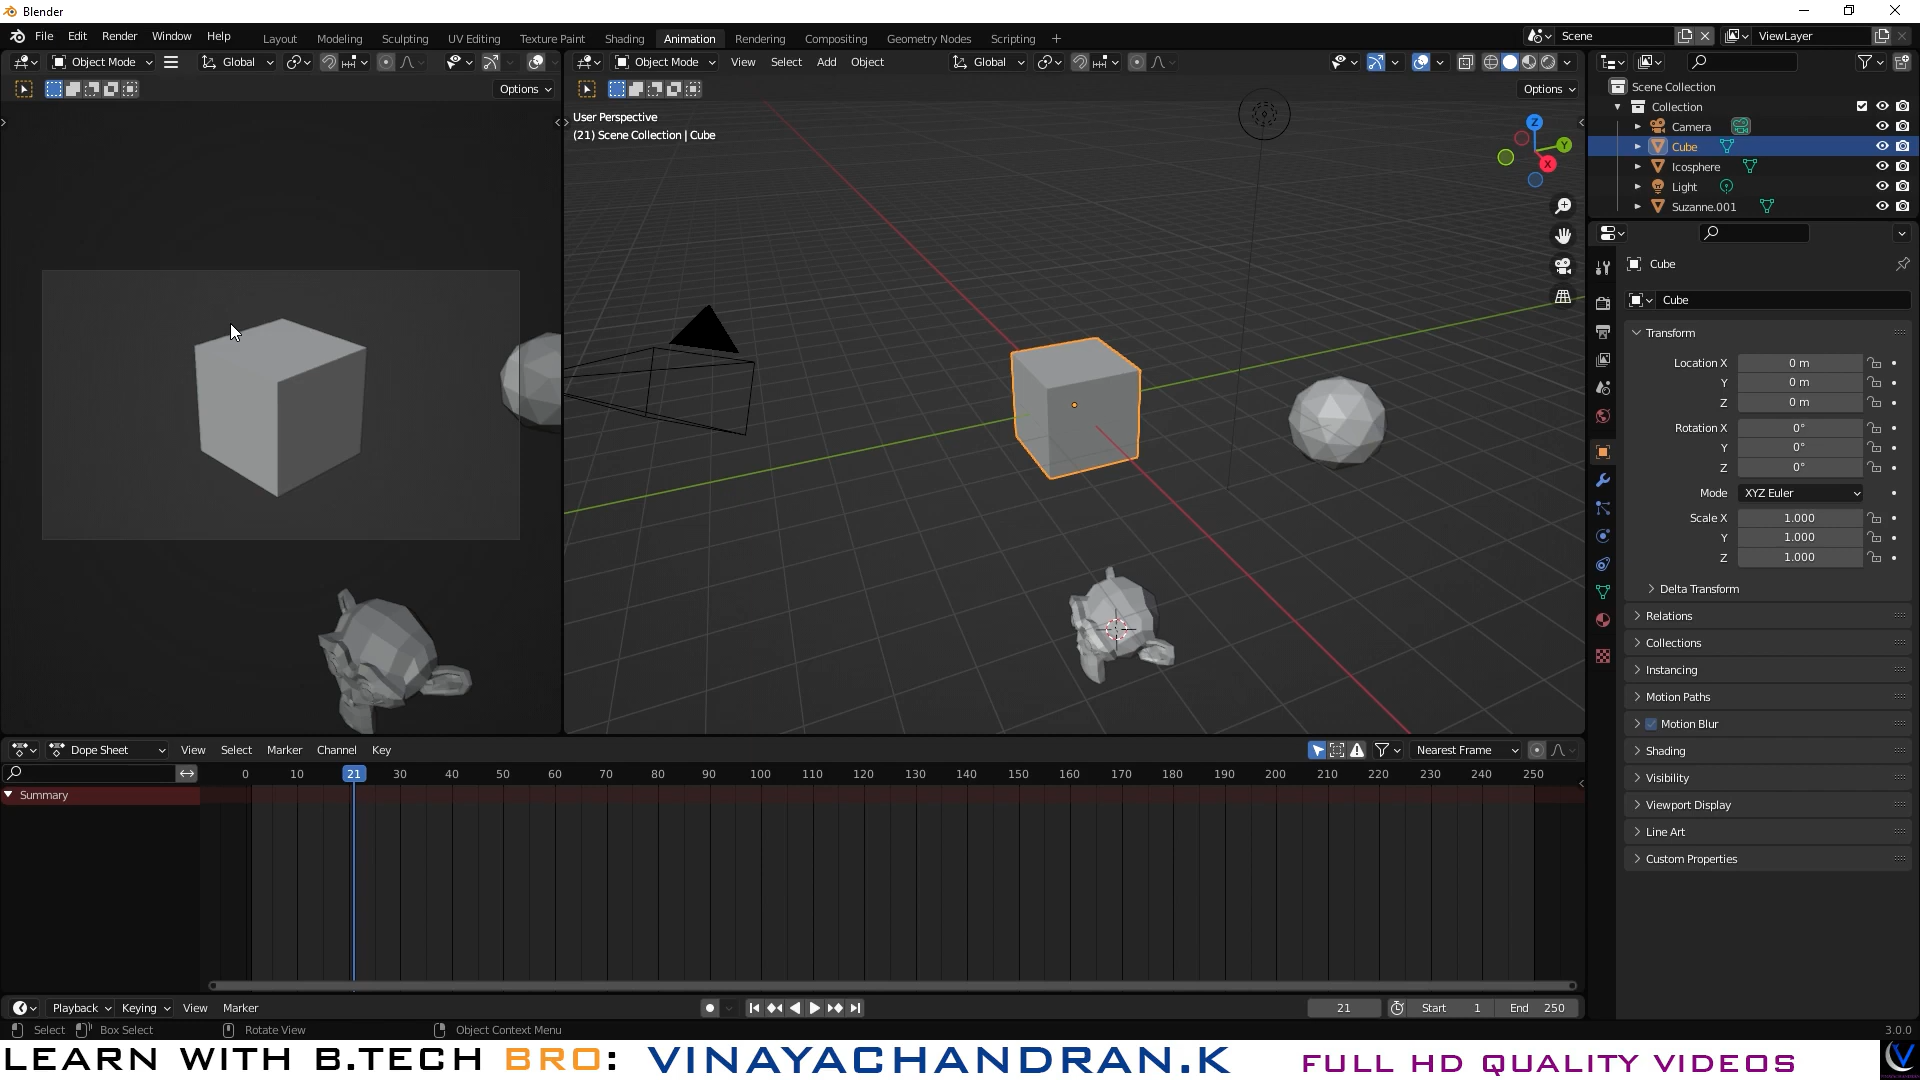 Blender
File Edit Render Window Help
Layout Modeling Sculpting UV Editing Texture Paint Shading Animation Rendering Compositing Geometry Nodes Scripting +
Scene
ViewLayer
Object Mode
Global
Object Mode View Select Add Object
Global
Options
Options
User Perspective
(21) Scene Collection | Cube
Z
Y
X
Scene Collection
Collection
Camera
Cube
Icosphere
Light
Suzanne.001
Cube
Cube
Transform
Location X 0 m
Y 0 m
Z 0 m
Rotation X 0°
Y 0°
Z 0°
Mode XYZ Euler
Scale X 1.000
Y 1.000
Z 1.000
Delta Transform
Relations
Collections
Instancing
Motion Paths
Motion Blur
Shading
Visibility
Viewport Display
Line Art
Custom Properties
Dope Sheet View Select Marker Channel Key
Nearest Frame
0 10 21 30 40 50 60 70 80 90 100 110 120 130 140 150 160 170 180 190 200 210 220 230 240 250
Summary
Playback Keying View Marker
21 Start 1 End 250
Select Box Select Rotate View Object Context Menu
3.0.0
LEARN WITH B.TECH BRO: VINAYACHANDRAN.K FULL HD QUALITY VIDEOS
V